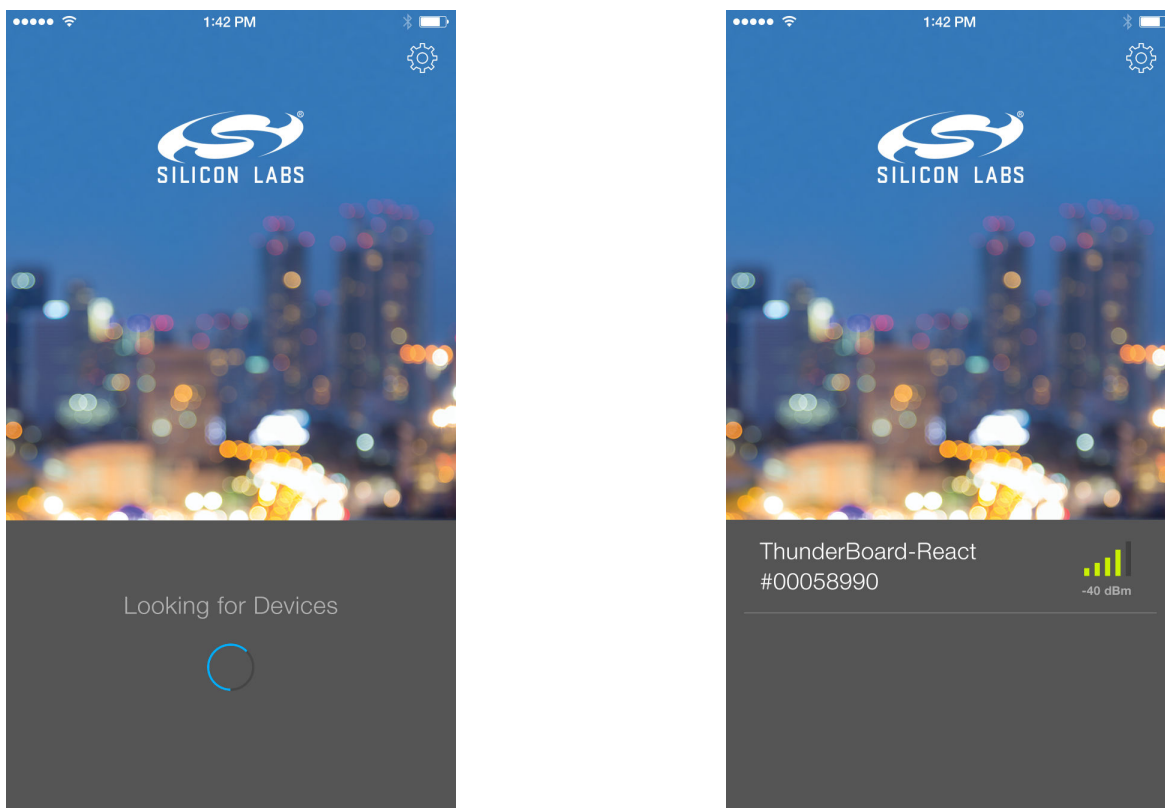 1:42 PM
SILICON LABS
Looking for Devices
1:42 PM
SILICON LABS
ThunderBoard-React
#00058990
-40 dBm